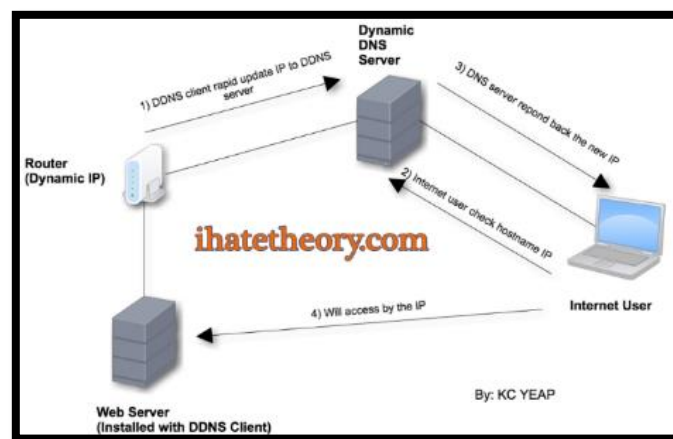 Dynamic
DNS
Server
1) DDNS client rapid update IP to DDNS
server
3) DNS server repond back the new IP
Router
(Dynamic IP)
2) Internet user check hostname IP
ihatetheory.com
Internet User
4) Will access by the IP
By: KC YEAP
Web Server
(Installed with DDNS Client)